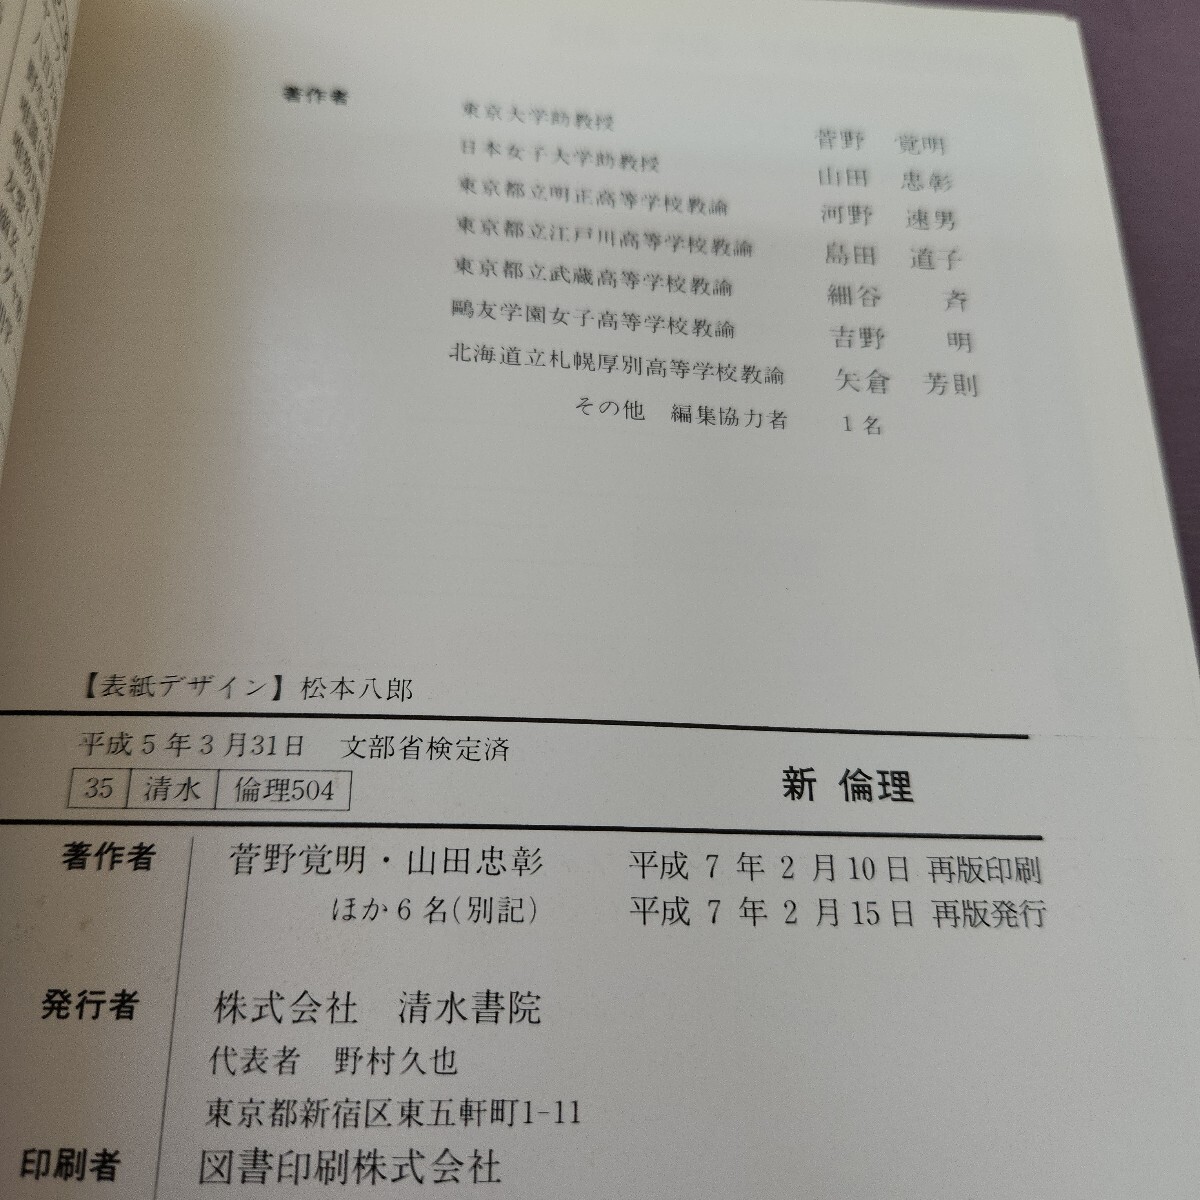 著作者
東京大学助教授 菅野 覚明
日本女子大学助教授 山田 忠彰
東京都立明正高等学校教諭 河野 速男
東京都立江戸川高等学校教諭 島田 道子
東京都立武蔵高等学校教諭 細谷 斉
鷗友学園女子高等学校教諭 吉野 明
北海道立札幌厚別高等学校教諭 矢倉 芳則
その他 編集協力者 1名
【表紙デザイン】松本八郎
平成5年3月31日 文部省検定済
35 清水 倫理504
新 倫理
著作者 菅野覚明・山田忠彰
ほか6名(別記)
平成 7 年 2 月 10 日 再版印刷
平成 7 年 2 月 15 日 再版発行
発行者 株式会社 清水書院
代表者 野村久也
東京都新宿区東五軒町1-11
印刷者 図書印刷株式会社